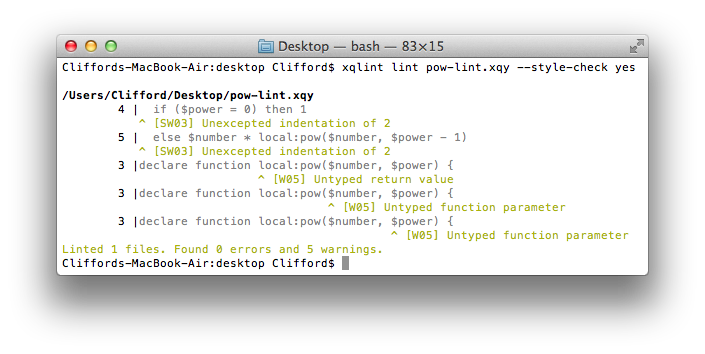 Desktop — bash — 83×15
Cliffords-MacBook-Air:desktop Clifford$ xqlint lint pow-lint.xqy --style-check yes
/Users/Clifford/Desktop/pow-lint.xqy
4 |  if ($power = 0) then 1
^ [SW03] Unexcepted indentation of 2
5 |  else $number * local:pow($number, $power - 1)
^ [SW03] Unexcepted indentation of 2
3 |declare function local:pow($number, $power) {
^ [W05] Untyped return value
3 |declare function local:pow($number, $power) {
^ [W05] Untyped function parameter
3 |declare function local:pow($number, $power) {
^ [W05] Untyped function parameter
Linted 1 files. Found 0 errors and 5 warnings.
Cliffords-MacBook-Air:desktop Clifford$